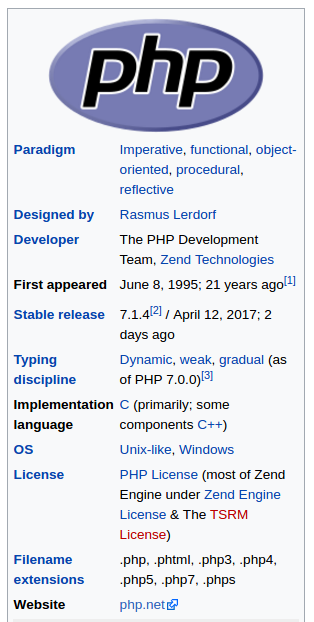 php
Paradigm Imperative, functional, object-
oriented, procedural,
reflective
Designed by Rasmus Lerdorf
Developer The PHP Development
Team, Zend Technologies
First appeared June 8, 1995; 21 years ago[1]
Stable release 7.1.4[2] / April 12, 2017; 2
days ago
Typing Dynamic, weak, gradual (as
discipline of PHP 7.0.0)[3]
Implementation C (primarily; some
language components C++)
OS Unix-like, Windows
License PHP License (most of Zend
Engine under Zend Engine
License & The TSRM
License)
Filename .php, .phtml, .php3, .php4,
extensions .php5, .php7, .phps
Website php.net